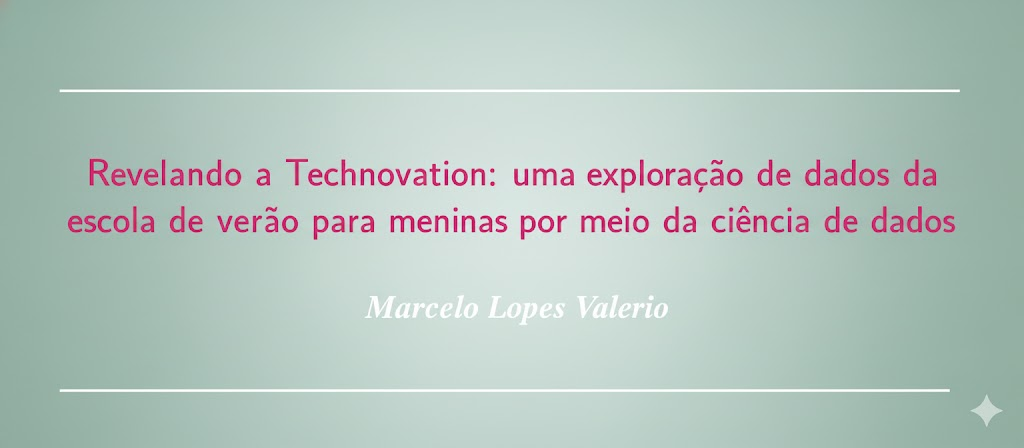 Revelando a Technovation: uma exploração de dados da
escola de verão para meninas por meio da ciência de dados
Marcelo Lopes Valerio